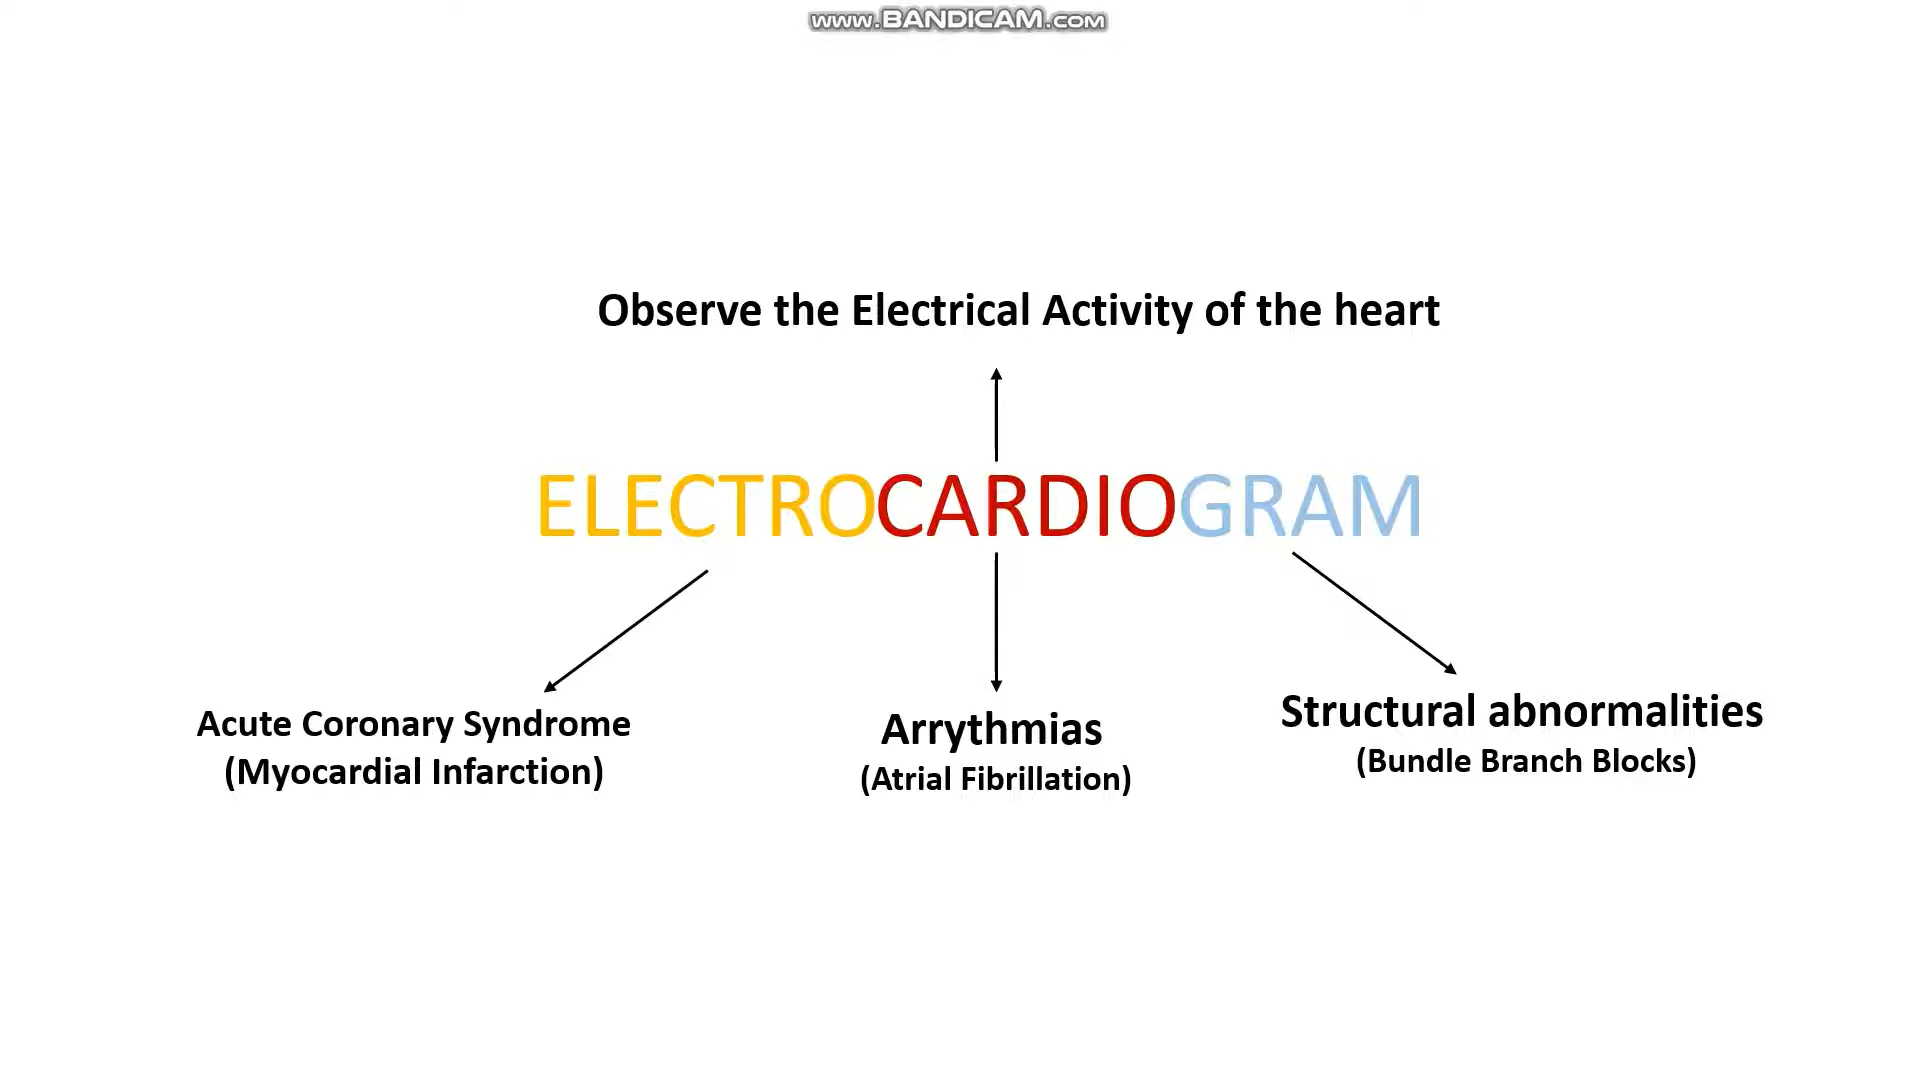 www.BANDICAM.com
Observe the Electrical Activity of the heart
ELECTROCARDIOGRAM
Acute Coronary Syndrome
(Myocardial Infarction)
Arrythmias
(Atrial Fibrillation)
Structural abnormalities
(Bundle Branch Blocks)